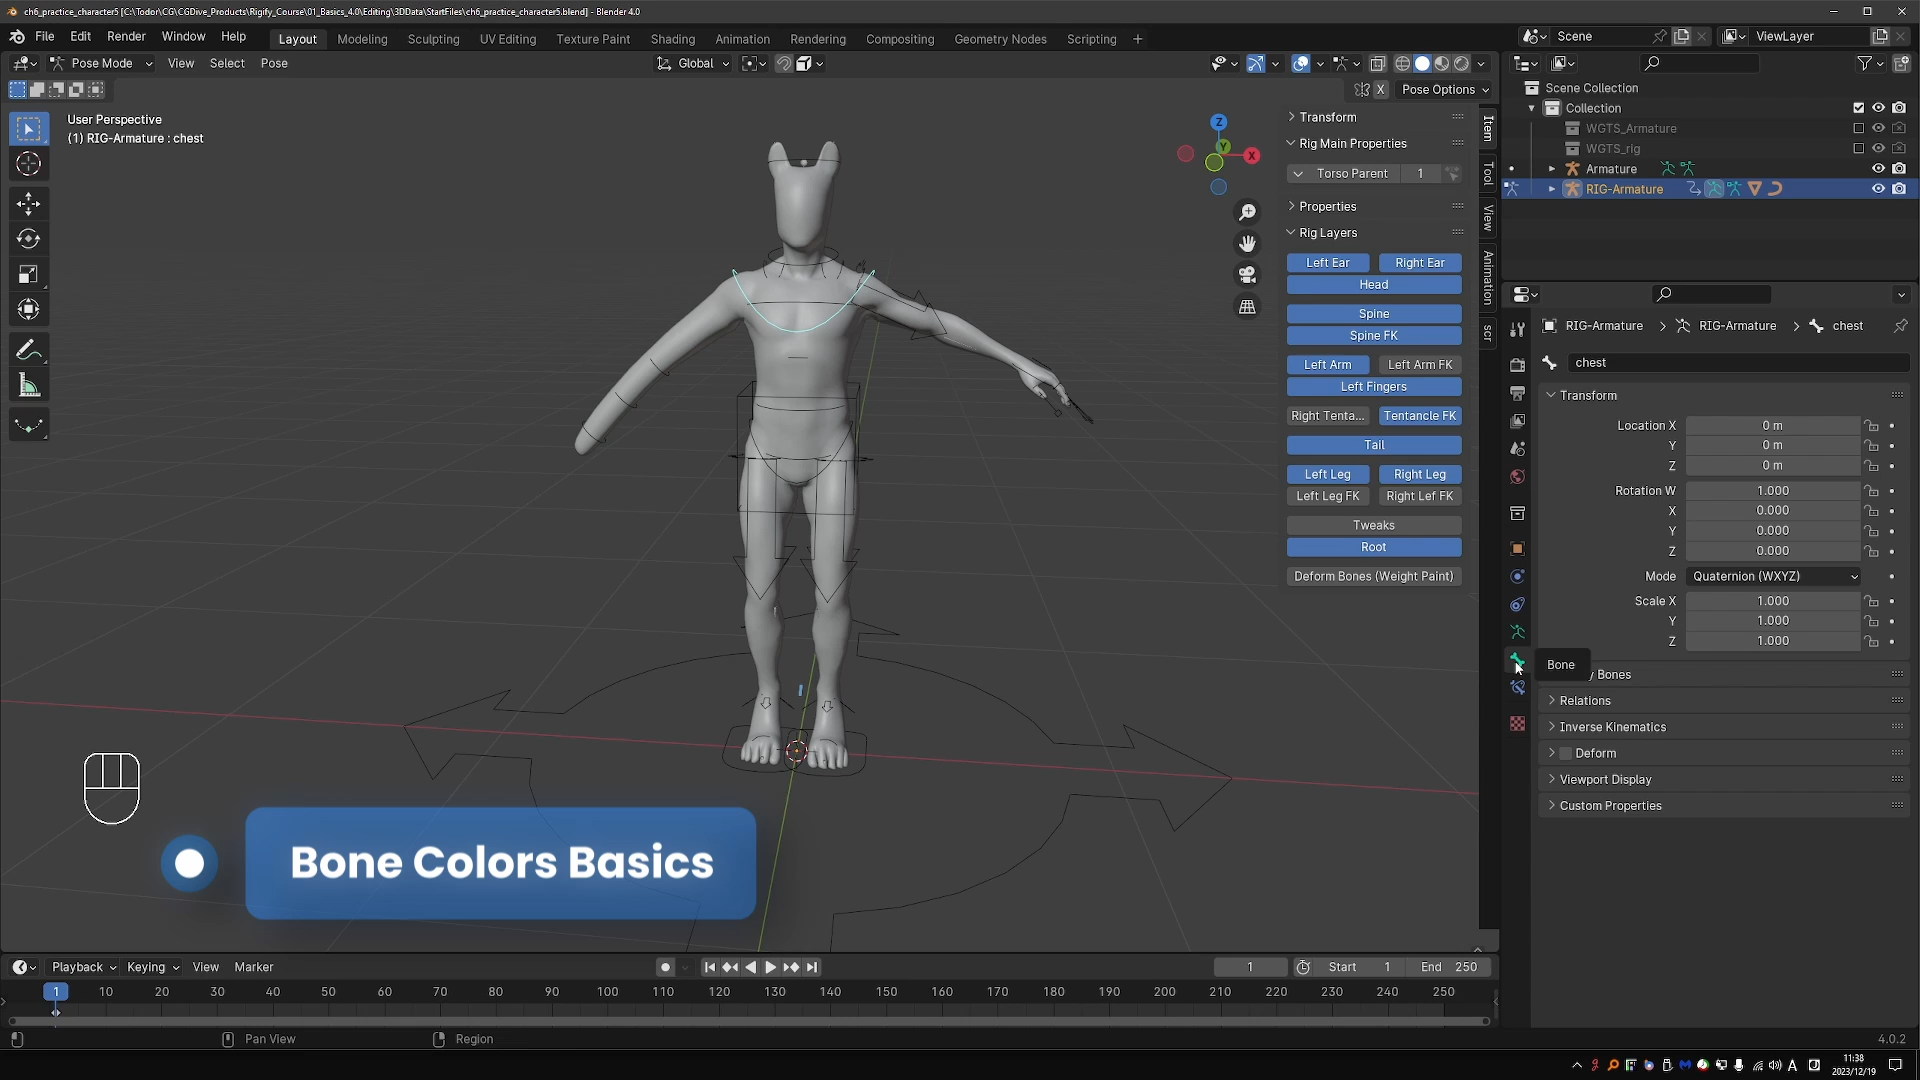 ch6_practice_character5 [C:\Todor\CG\CGDive_Products\Rigify_Course\01_Basics_4.0\Editing\3DData\StartFiles\ch6_practice_character5.blend] - Blender 4.0
File Edit Render Window Help Layout Modeling Sculpting UV Editing Texture Paint Shading Animation Rendering Compositing Geometry Nodes Scripting + Scene ViewLayer
Pose Mode View Select Pose Global
X Pose Options
User Perspective
(1) RIG-Armature : chest
Z
Y
X
Transform
Rig Main Properties
Torso Parent 1
Properties
Rig Layers
Left Ear Right Ear
Head
Spine
Spine FK
Left Arm Left Arm FK
Left Fingers
Right Tenta... Tentancle FK
Tail
Left Leg Right Leg
Left Leg FK Right Lef FK
Tweaks
Root
Deform Bones (Weight Paint)
Item
Tool
View
Animation
scr
Scene Collection
Collection
WGTS_Armature
WGTS_rig
Armature
RIG-Armature
RIG-Armature > RIG-Armature > chest
chest
Transform
Location X 0 m
Y 0 m
Z 0 m
Rotation W 1.000
X 0.000
Y 0.000
Z 0.000
Mode Quaternion (WXYZ)
Scale X 1.000
Y 1.000
Z 1.000
Bone
y Bones
Relations
Inverse Kinematics
Deform
Viewport Display
Custom Properties
Bone Colors Basics
Playback Keying View Marker 1 Start 1 End 250
1 10 20 30 40 50 60 70 80 90 100 110 120 130 140 150 160 170 180 190 200 210 220 230 240 250
Pan View Region 4.0.2
A 11:38
2023/12/19